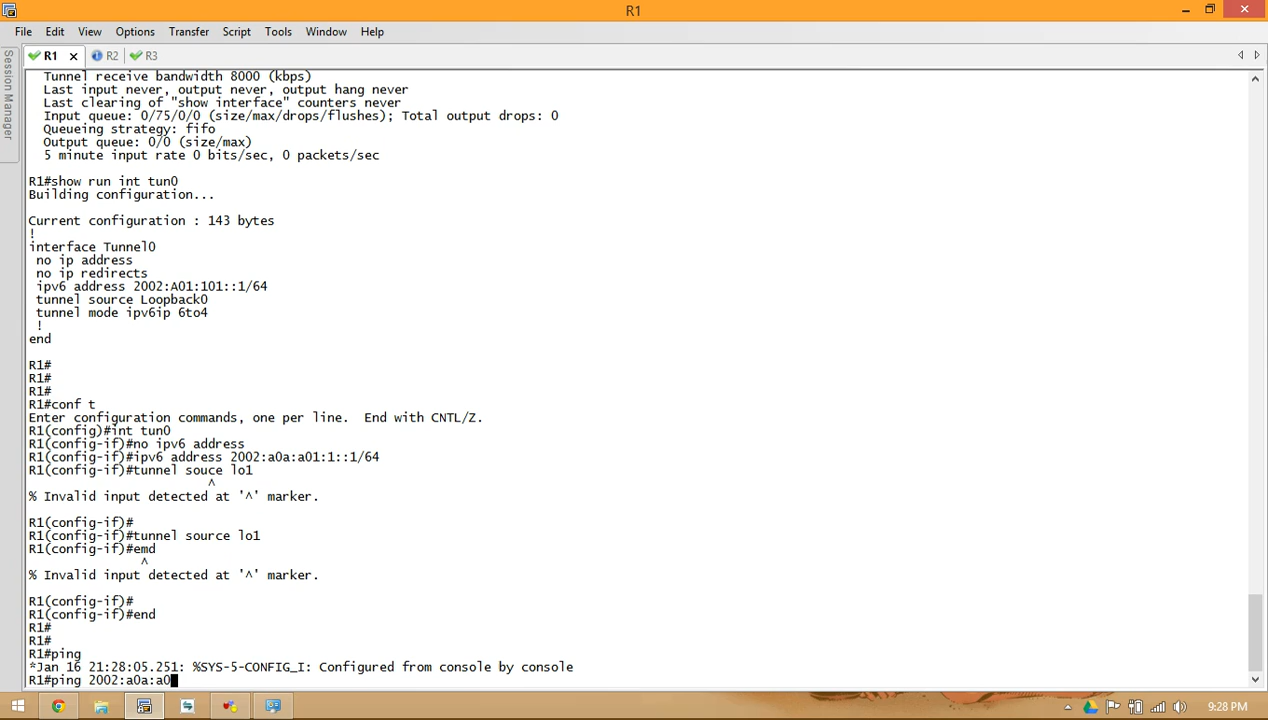 R1
File Edit View Options Transfer Script Tools Window Help
R1 R2 R3
Session Manager
Tunnel receive bandwidth 8000 (kbps)
Last input never, output never, output hang never
Last clearing of "show interface" counters never
Input queue: 0/75/0/0 (size/max/drops/flushes); Total output drops: 0
Queueing strategy: fifo
Output queue: 0/0 (size/max)
5 minute input rate 0 bits/sec, 0 packets/sec
R1#show run int tun0
Building configuration...
Current configuration : 143 bytes
!
interface Tunnel0
no ip address
no ip redirects
ipv6 address 2002:A01:101::1/64
tunnel source Loopback0
tunnel mode ipv6ip 6to4
!
end
R1#
R1#
R1#
R1#conf t
Enter configuration commands, one per line.  End with CNTL/Z.
R1(config)#int tun0
R1(config-if)#no ipv6 address
R1(config-if)#ipv6 address 2002:a0a:a01:1::1/64
R1(config-if)#tunnel souce lo1
^
% Invalid input detected at '^' marker.
R1(config-if)#
R1(config-if)#tunnel source lo1
R1(config-if)#emd
^
% Invalid input detected at '^' marker.
R1(config-if)#
R1(config-if)#end
R1#
R1#
R1#ping
*Jan 16 21:28:05.251: %SYS-5-CONFIG_I: Configured from console by console
R1#ping 2002:a0a:a0
9:28 PM